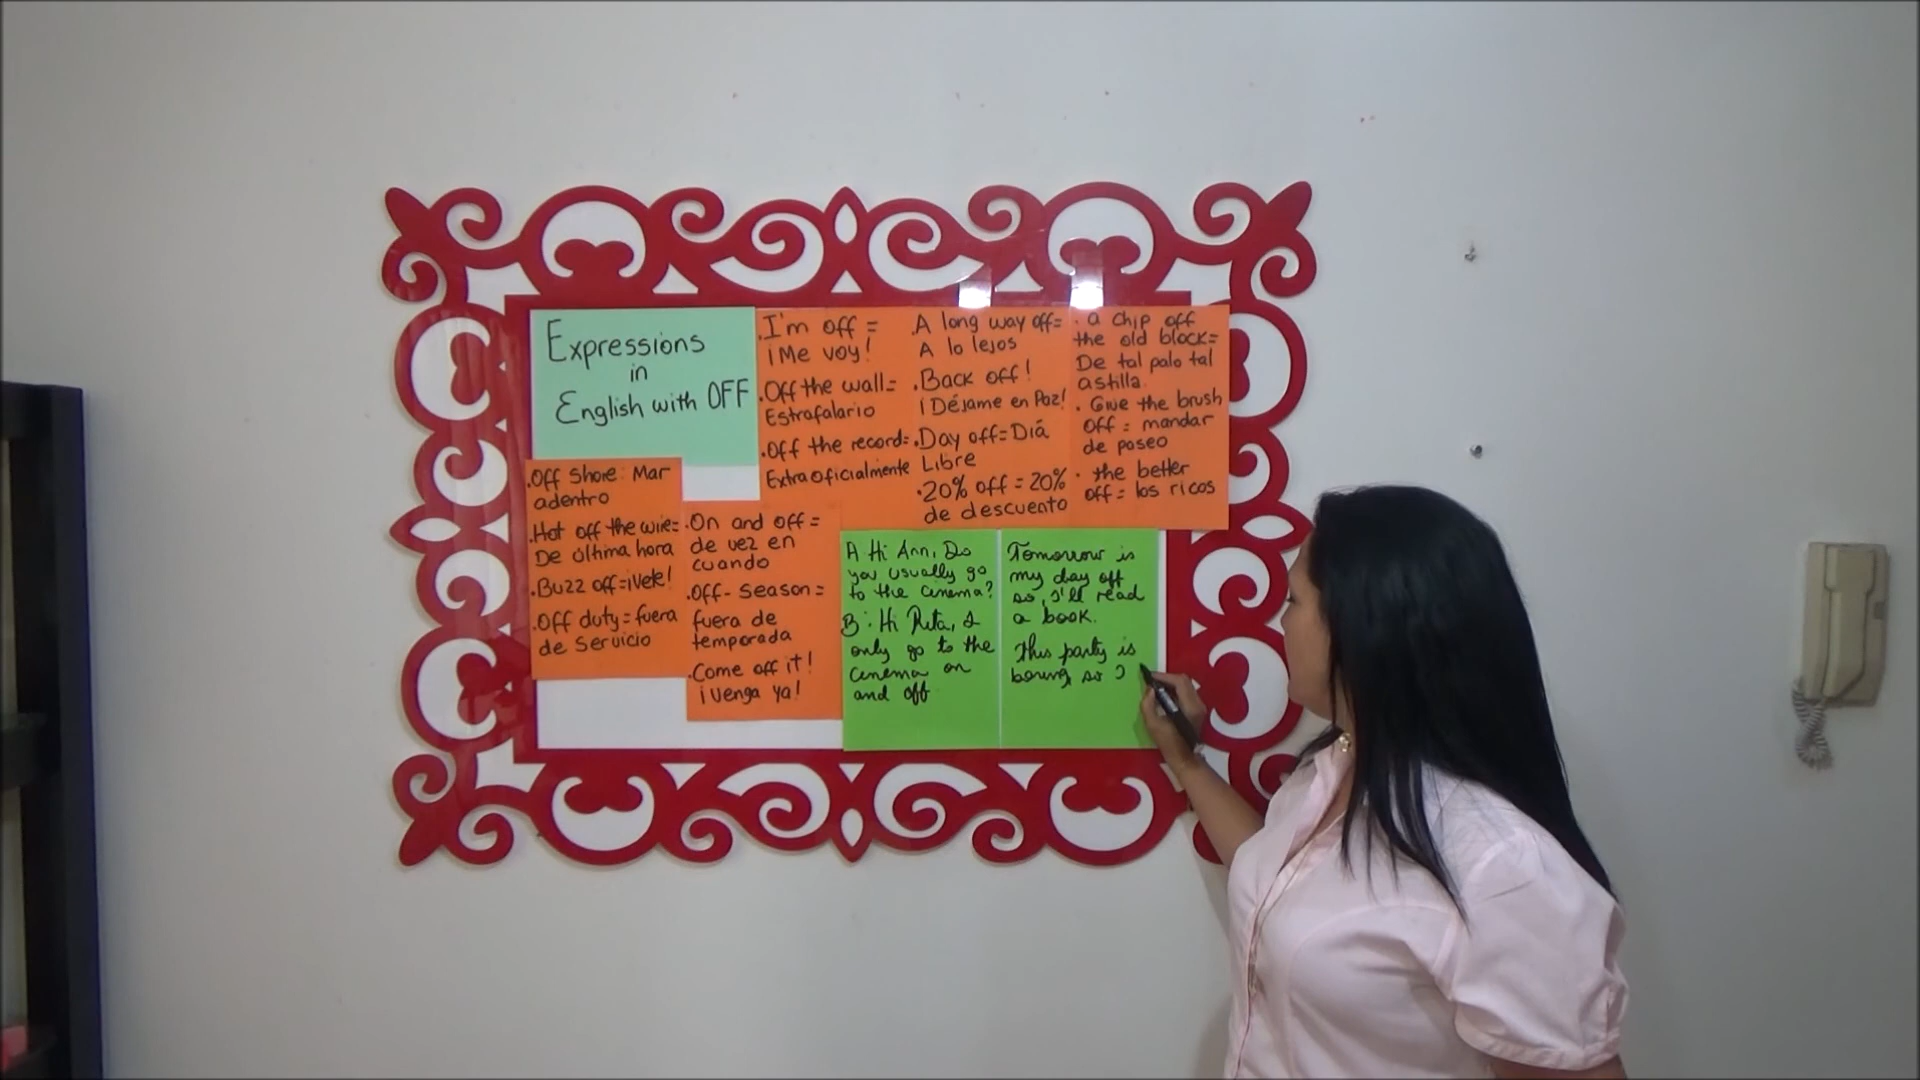 Expressions
in
English with OFF
.I'm off =
¡Me voy!
.Off the wall=
Estrafalario
.Off the record=
Extraoficialmente
.A long way off=
A lo lejos
.Back off!
¡Déjame en Paz!
.Day off=Diá
Libre
.20% off = 20%
de descuento
. a chip off
the old block=
De tal palo tal
astilla.
. Give the brush
off = mandar
de paseo
. the better
off= los ricos
.Off Shore: Mar
adentro
.Hot off the wire=
De última hora
.Buzz off=¡Vete!
.Off duty=fuera
de Servicio
.On and off =
de vez en
cuando
.Off-season=
fuera de
temporada
.Come off it!
¡Venga ya!
A Hi Ann, Do
you usually go
to the cinema?
B: Hi Rita, I
only go to the
cinema on
and off
Tomorrow is
my day off
so, I'll read
a book.
This party is
boring, so I